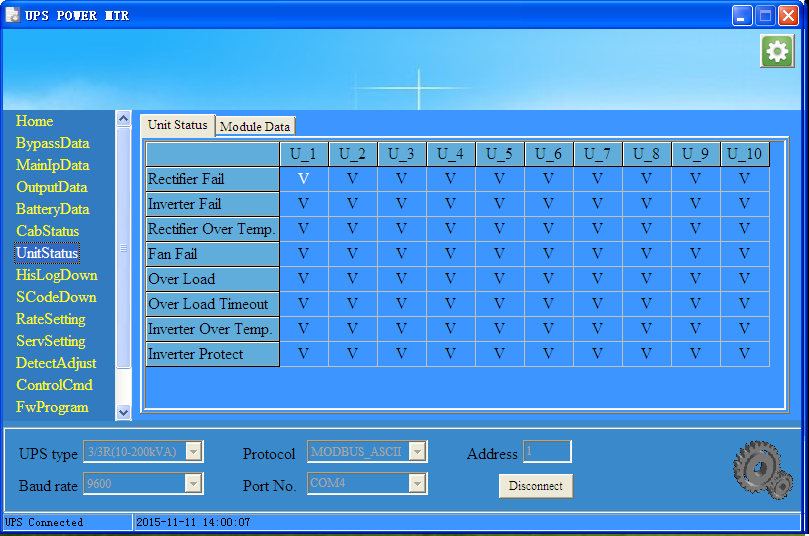 UPS POWER MTR
Home
BypassData
MainIpData
OutputData
BatteryData
CabStatus
UnitStatus
HisLogDown
SCodeDown
RateSetting
ServSetting
DetectAdjust
ControlCmd
FwProgram
Unit Status Module Data
U_1 U_2 U_3 U_4 U_5 U_6 U_7 U_8 U_9 U_10
Rectifier Fail V V V V V V V V V V
Inverter Fail V V V V V V V V V V
Rectifier Over Temp. V V V V V V V V V V
Fan Fail V V V V V V V V V V
Over Load V V V V V V V V V V
Over Load Timeout V V V V V V V V V V
Inverter Over Temp. V V V V V V V V V V
Inverter Protect V V V V V V V V V V
UPS type 3/3R(10-200kVA) Protocol MODBUS_ASCII Address 1
Baud rate 9600 Port No. COM4 Disconnect
UPS Connected 2015-11-11 14:00:07